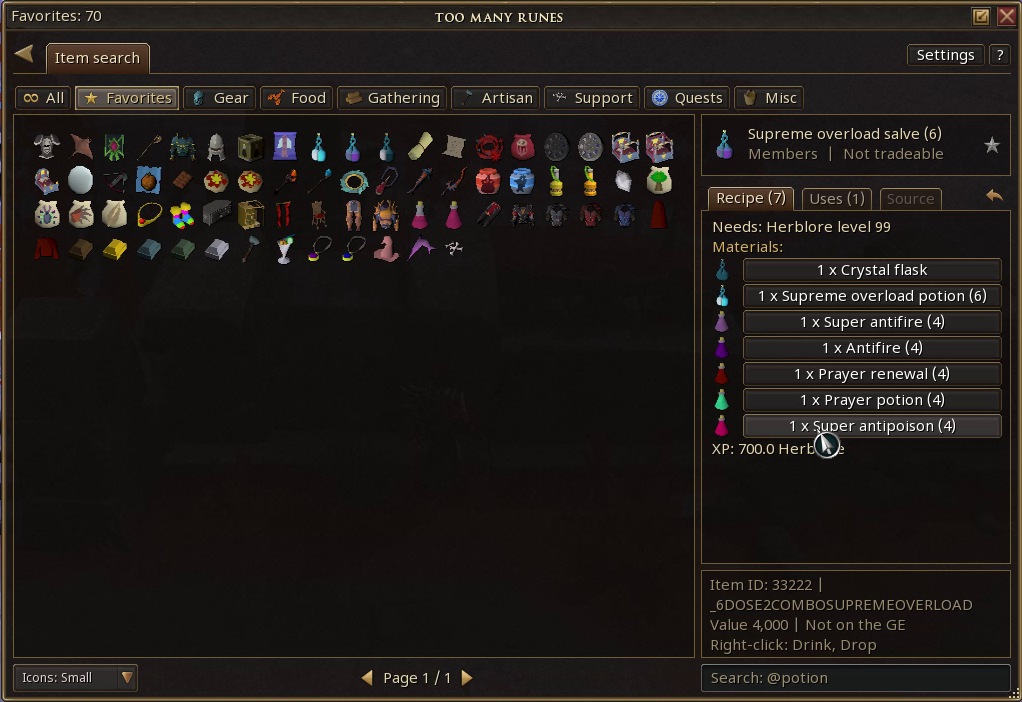 Favorites: 70
TOO MANY RUNES
Item search
Settings
?
All
Favorites
Gear
Food
Gathering
Artisan
Support
Quests
Misc
Supreme overload salve (6)
Members | Not tradeable
Recipe (7)
Uses (1)
Source
Needs: Herblore level 99
Materials:
1 x Crystal flask
1 x Supreme overload potion (6)
1 x Super antifire (4)
1 x Antifire (4)
1 x Prayer renewal (4)
1 x Prayer potion (4)
1 x Super antipoison (4)
XP: 700.0 Herblore
Item ID: 33222 |
_6DOSE2COMBOSUPREMEOVERLOAD
Value 4,000 | Not on the GE
Right-click: Drink, Drop
Icons: Small
Page 1 / 1
Search: @potion